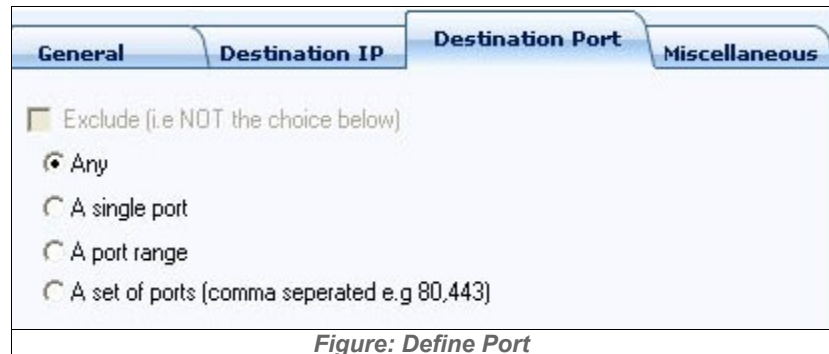 General Destination IP Destination Port Miscellaneous
Exclude (i.e NOT the choice below)
Any
A single port
A port range
A set of ports (comma seperated e.g 80,443)
Figure: Define Port